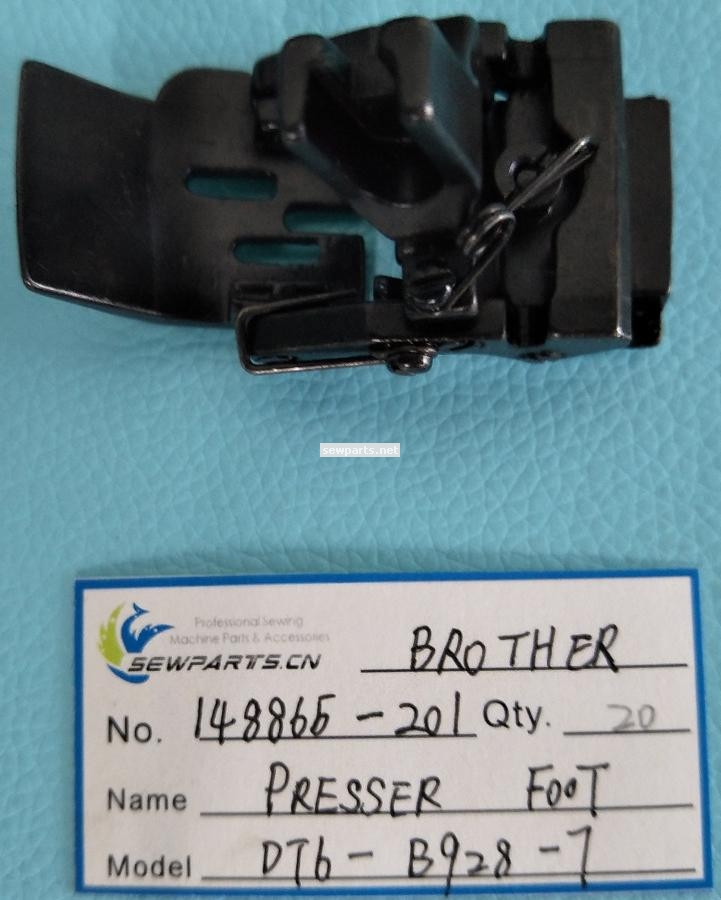 sewparts.net
Professional Sewing
Machine Parts & Accessories
SEWPARTS.CN
BROTHER
No. 148865-201 Qty. 20
Name PRESSER FOOT
Model DT6-B928-7